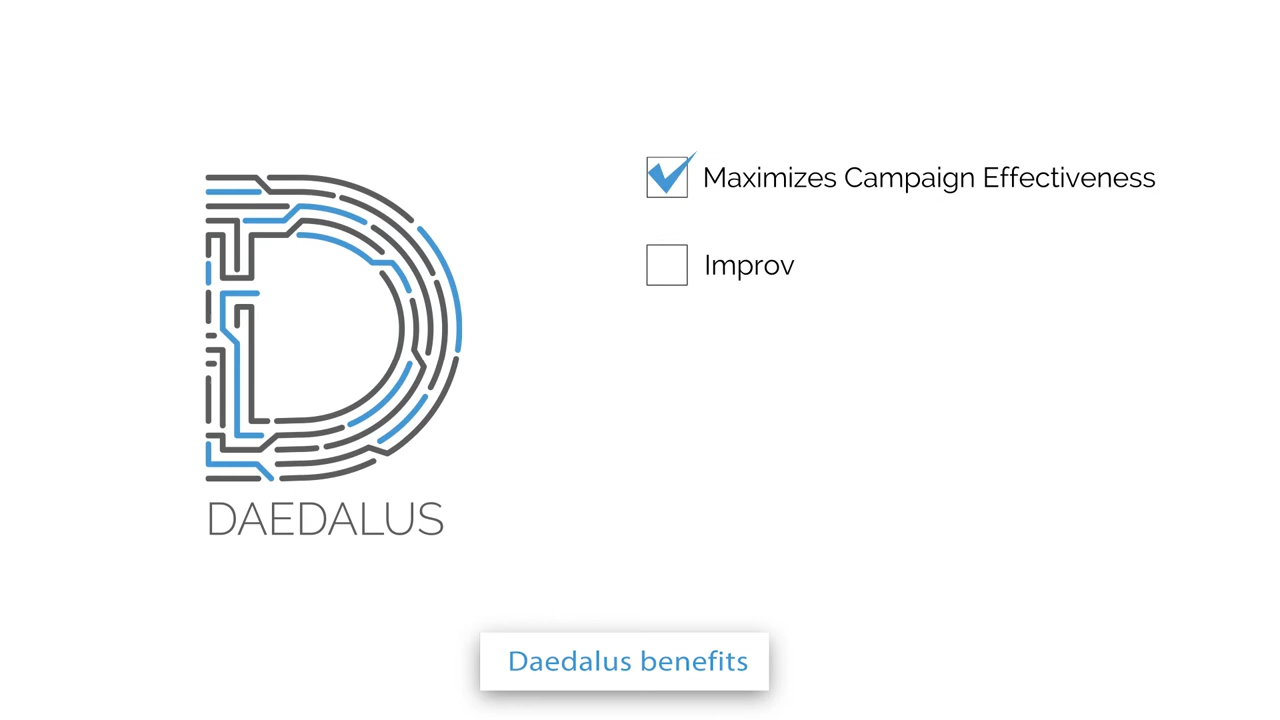 Maximizes Campaign Effectiveness
Improv
DAEDALUS
Daedalus benefits